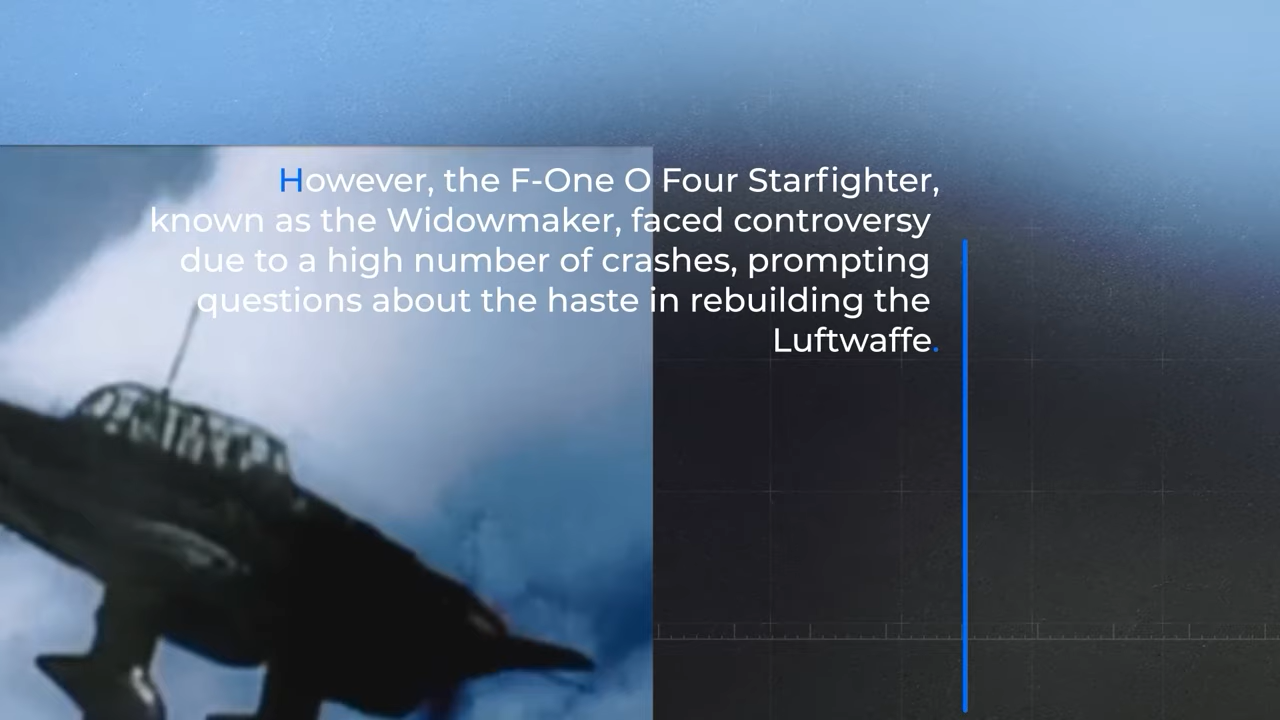 However, the F-One O Four Starfighter,
known as the Widowmaker, faced controversy
due to a high number of crashes, prompting
questions about the haste in rebuilding the
Luftwaffe.